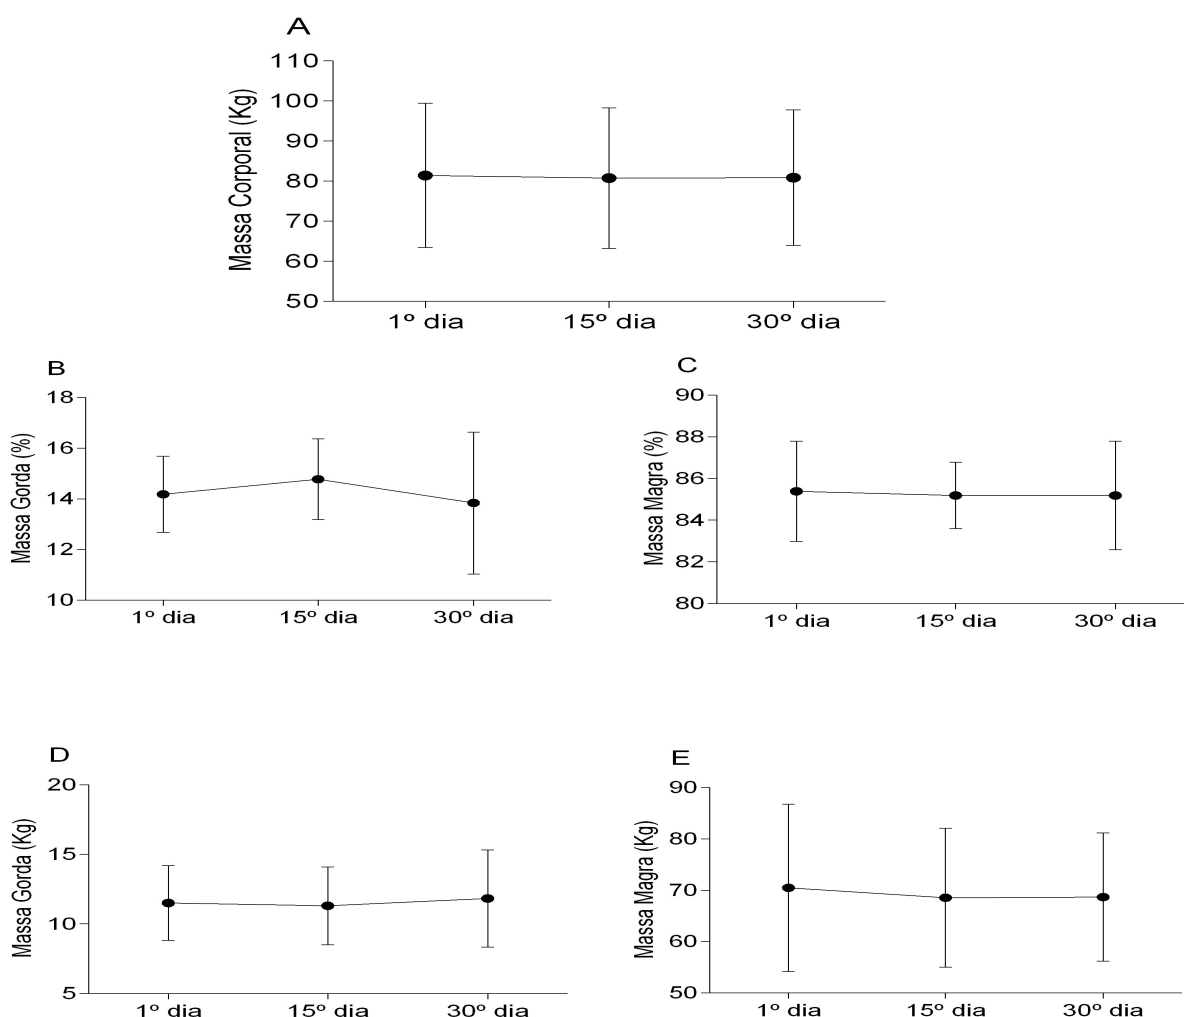 A
Massa Corporal (Kg)
110
100
90
80
70
60
50
1º dia
15º dia
30º dia
B
Massa Gorda (%)
18
16
14
12
10
1º dia
15º dia
30º dia
C
Massa Magra (%)
90
88
86
84
82
80
1º dia
15º dia
30º dia
D
Massa Gorda (Kg)
20
15
10
5
1º dia
15º dia
30º dia
E
Massa Magra (Kg)
90
80
70
60
50
1º dia
15º dia
30º dia